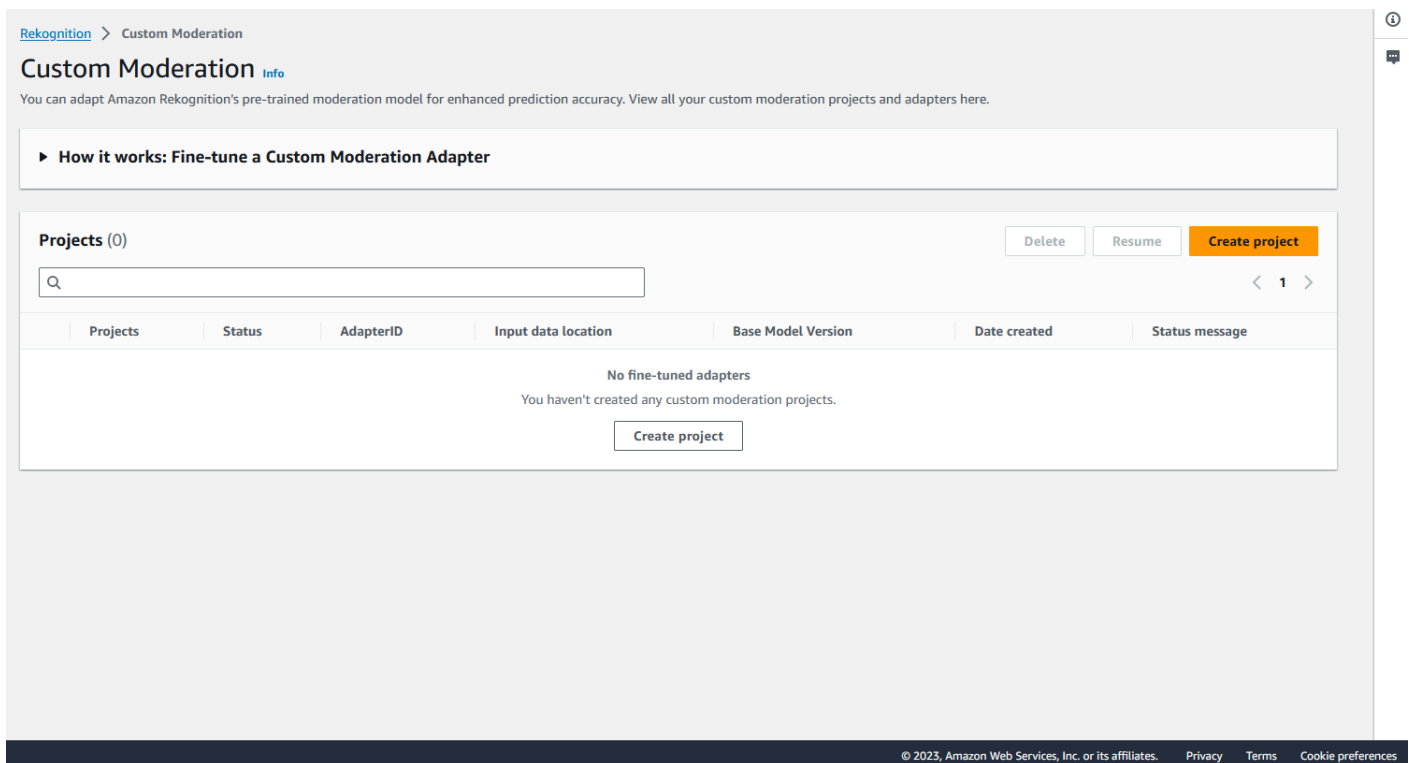 Rekognition > Custom Moderation
Custom Moderation Info
You can adapt Amazon Rekognition's pre-trained moderation model for enhanced prediction accuracy. View all your custom moderation projects and adapters here.
How it works: Fine-tune a Custom Moderation Adapter
Projects (0) Delete Resume Create project
< 1 >
Projects Status AdapterID Input data location Base Model Version Date created Status message
No fine-tuned adapters
You haven't created any custom moderation projects.
Create project
© 2023, Amazon Web Services, Inc. or its affiliates. Privacy Terms Cookie preferences